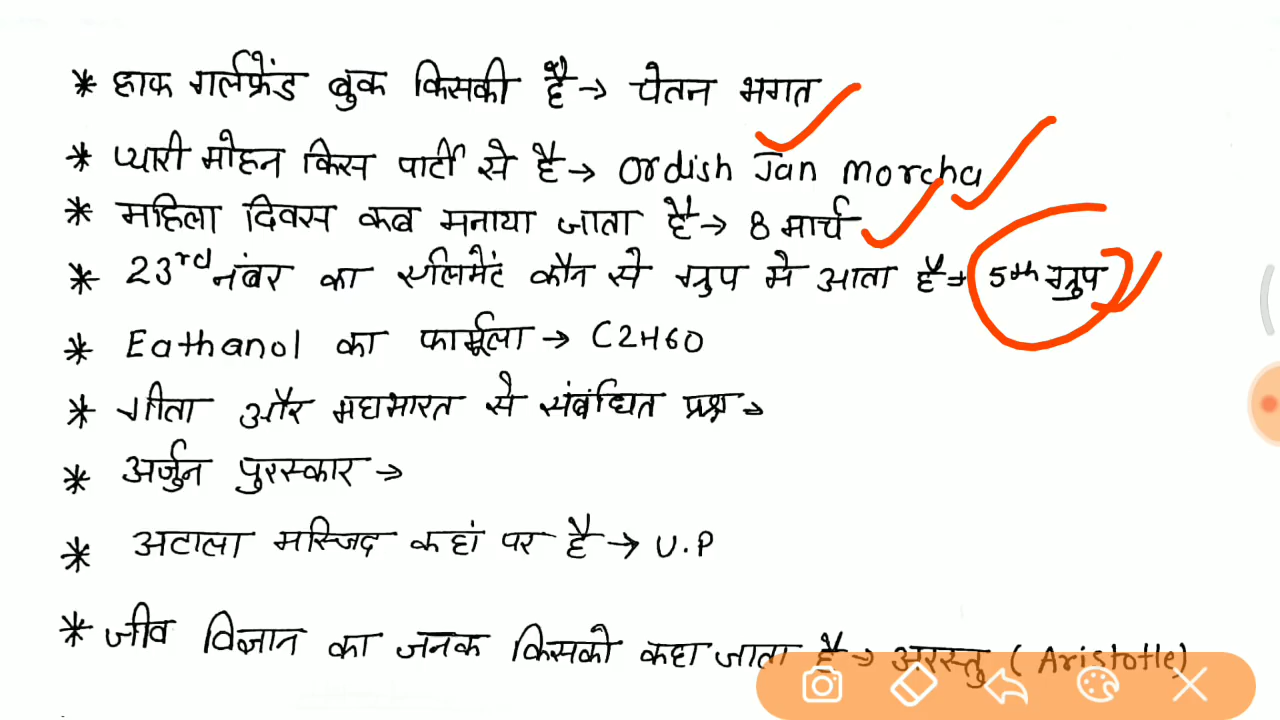 * हाफ गर्लफ्रेंड बुक किसकी है → चेतन भगत
* प्यारी मोहन किस पार्टी से है → Ordish Jan Morcha
* महिला दिवस कब मनाया जाता है → 8 मार्च
* 23rd नंबर का एलिमेंट कौन से ग्रुप मे आता है → 5th ग्रुप
* Eathanol का फार्मूला → C2H6O
* गीता और महाभारत से संबंधित प्रश्न →
* अर्जुन पुरस्कार →
* अटाला मस्जिद कहां पर है → U.P
* जीव विज्ञान का जनक किसको कहा जाता है → अरस्तु ( Aristotle)